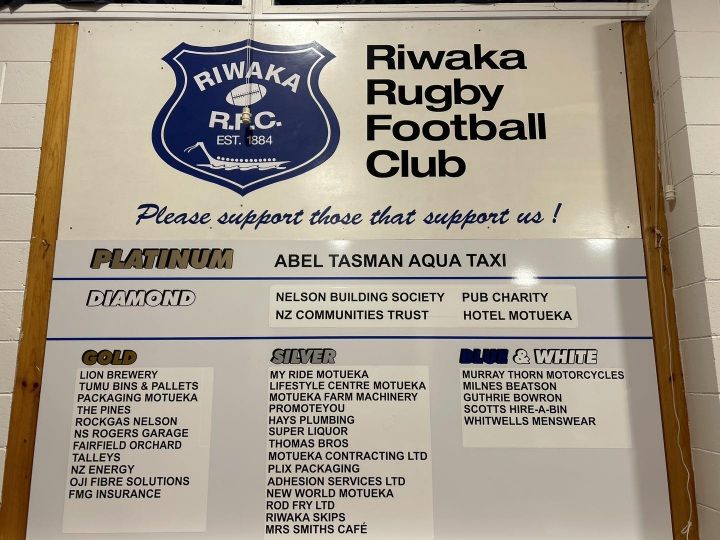 RIWAKA
R.F.C.
EST. 1884
Riwaka
Rugby
Football
Club
Please support those that support us !
PLATINUM
ABEL TASMAN AQUA TAXI
DIAMOND
NELSON BUILDING SOCIETY PUB CHARITY
NZ COMMUNITIES TRUST HOTEL MOTUEKA
GOLD
LION BREWERY
TUMU BINS & PALLETS
PACKAGING MOTUEKA
THE PINES
ROCKGAS NELSON
NS ROGERS GARAGE
FAIRFIELD ORCHARD
TALLEYS
NZ ENERGY
OJI FIBRE SOLUTIONS
FMG INSURANCE
SILVER
MY RIDE MOTUEKA
LIFESTYLE CENTRE MOTUEKA
MOTUEKA FARM MACHINERY
PROMOTEYOU
HAYS PLUMBING
SUPER LIQUOR
THOMAS BROS
MOTUEKA CONTRACTING LTD
PLIX PACKAGING
ADHESION SERVICES LTD
NEW WORLD MOTUEKA
ROD FRY LTD
RIWAKA SKIPS
MRS SMITHS CAFÉ
BLUE & WHITE
MURRAY THORN MOTORCYCLES
MILNES BEATSON
GUTHRIE BOWRON
SCOTTS HIRE-A-BIN
WHITWELLS MENSWEAR